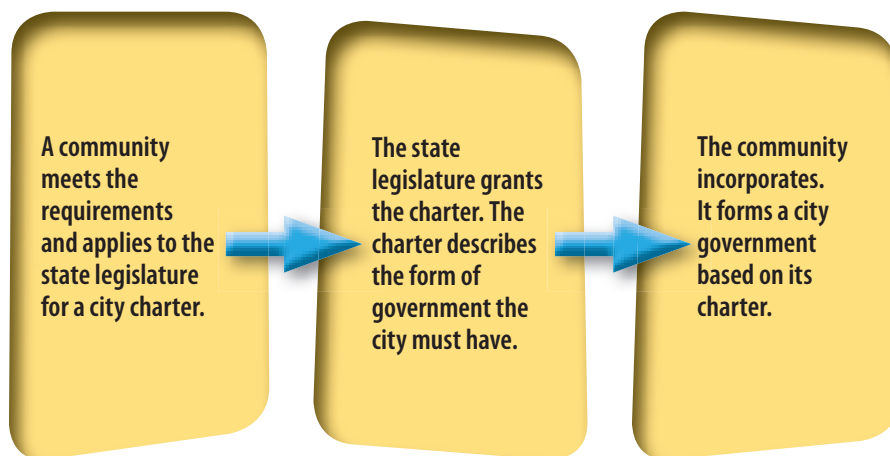 A community
meets the
requirements
and applies to the
state legislature
for a city charter.
The state
legislature grants
the charter. The
charter describes
the form of
government the
city must have.
The community
incorporates.
It forms a city
government
based on its
charter.